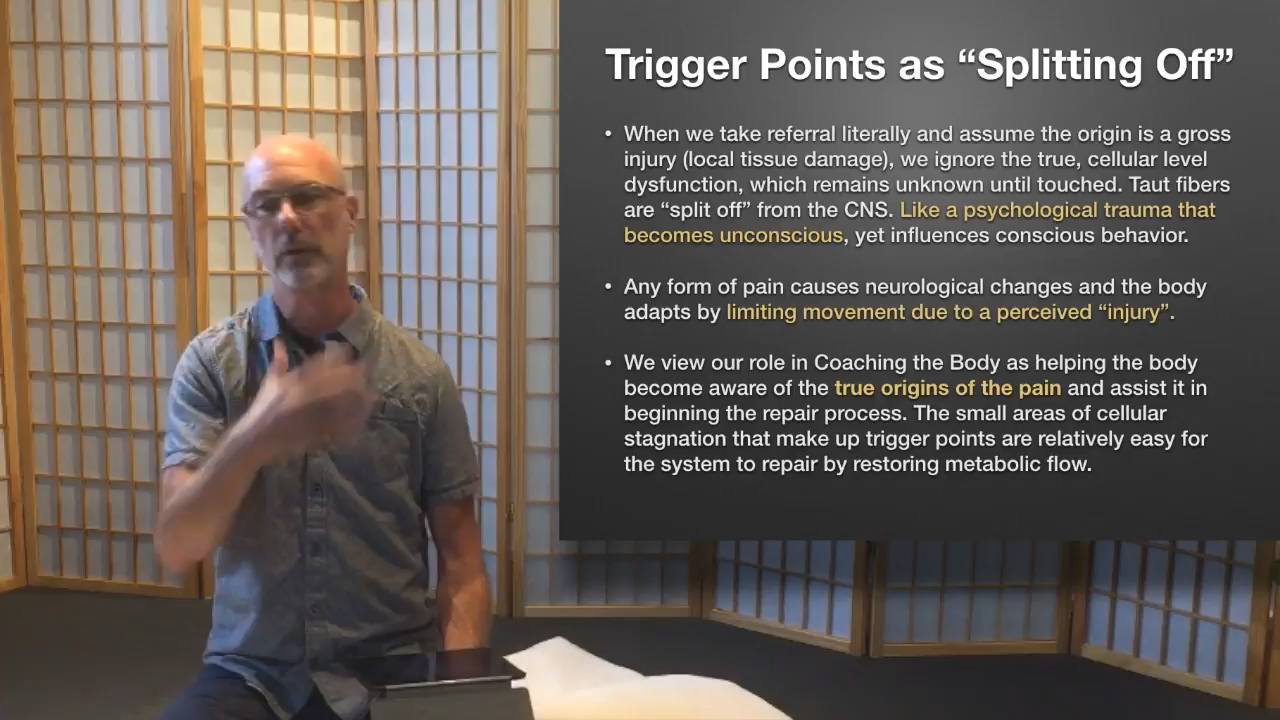 Trigger Points as “Splitting Off”
• When we take referral literally and assume the origin is a gross
injury (local tissue damage), we ignore the true, cellular level
dysfunction, which remains unknown until touched. Taut fibers
are “split off” from the CNS. Like a psychological trauma that
becomes unconscious, yet influences conscious behavior.
• Any form of pain causes neurological changes and the body
adapts by limiting movement due to a perceived “injury”.
• We view our role in Coaching the Body as helping the body
become aware of the true origins of the pain and assist it in
beginning the repair process. The small areas of cellular
stagnation that make up trigger points are relatively easy for
the system to repair by restoring metabolic flow.